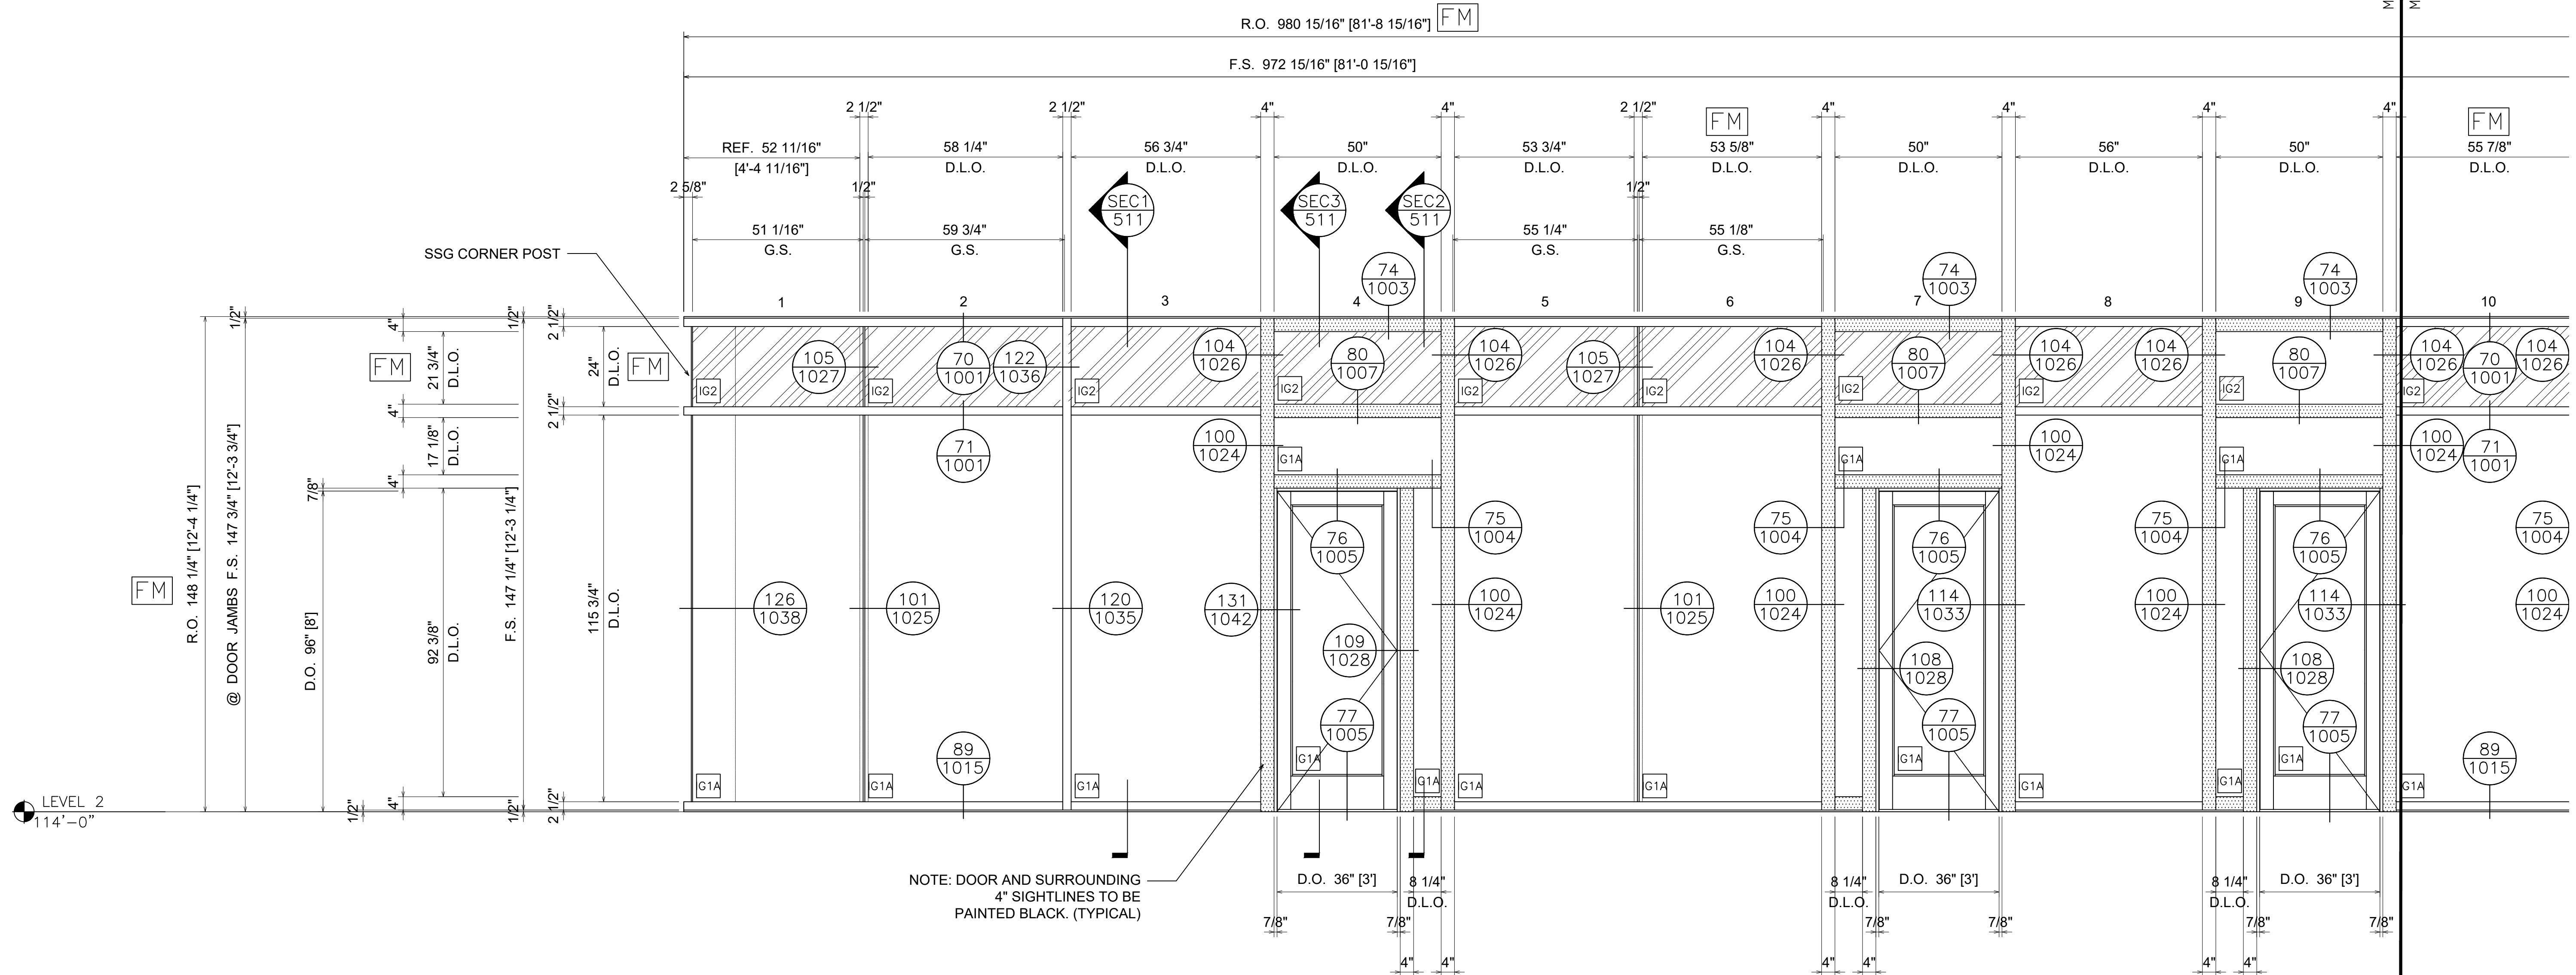 M
M
R.O. 980 15/16" [81'-8 15/16"]
FM
F.S. 972 15/16" [81'-0 15/16"]
2 1/2"
2 1/2"
4"
4"
2 1/2"
4"
4"
4"
4"
FM
FM
REF. 52 11/16"
[4'-4 11/16"]
58 1/4"
D.L.O.
56 3/4"
D.L.O.
50"
D.L.O.
53 3/4"
D.L.O.
53 5/8"
D.L.O.
50"
D.L.O.
56"
D.L.O.
50"
D.L.O.
55 7/8"
D.L.O.
2 5/8"
1/2"
1/2"
SEC1
511
SEC3
511
SEC2
511
51 1/16"
G.S.
59 3/4"
G.S.
55 1/4"
G.S.
55 1/8"
G.S.
SSG CORNER POST
74
1003
74
1003
74
1003
1
2
3
4
5
6
7
8
9
10
1/2"
4"
1/2"
2 1/2"
FM
21 3/4"
D.L.O.
24"
D.L.O.
FM
105
1027
70
1001
122
1036
104
1026
80
1007
104
1026
105
1027
104
1026
80
1007
104
1026
104
1026
80
1007
104
1026
70
1001
104
1026
IG2
IG2
IG2
IG2
IG2
IG2
IG2
IG2
IG2
IG2
4"
2 1/2"
17 1/8"
D.L.O.
4"
7/8"
71
1001
100
1024
G1A
100
1024
G1A
100
1024
G1A
100
1024
71
1001
75
1004
75
1004
75
1004
75
1004
76
1005
76
1005
76
1005
FM
R.O. 148 1/4" [12'-4 1/4"]
@ DOOR JAMBS F.S. 147 3/4" [12'-3 3/4"]
D.O. 96" [8']
92 3/8"
D.L.O.
F.S. 147 1/4" [12'-3 1/4"]
115 3/4"
D.L.O.
126
1038
101
1025
120
1035
131
1042
100
1024
101
1025
100
1024
114
1033
100
1024
114
1033
100
1024
109
1028
108
1028
108
1028
77
1005
77
1005
77
1005
89
1015
89
1015
G1A
G1A
G1A
G1A
G1A
G1A
G1A
G1A
G1A
G1A
G1A
G1A
LEVEL 2
114'-0"
1/2"
4"
1/2"
2 1/2"
NOTE: DOOR AND SURROUNDING
4" SIGHTLINES TO BE
PAINTED BLACK. (TYPICAL)
D.O. 36" [3']
8 1/4"
D.L.O.
8 1/4"
D.L.O.
D.O. 36" [3']
8 1/4"
D.L.O.
D.O. 36" [3']
7/8"
7/8"
7/8"
7/8"
7/8"
7/8"
4"
4"
4"
4"
4"
4"